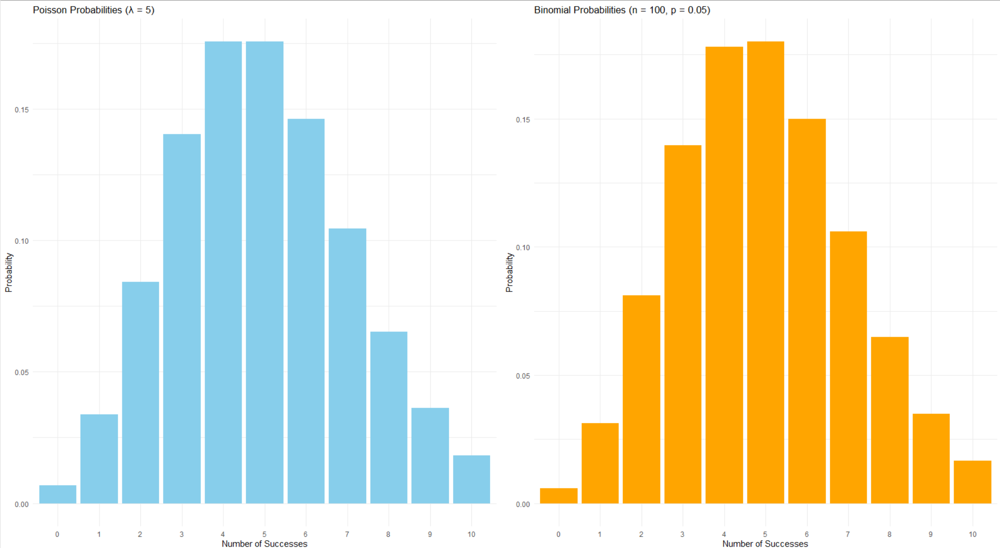 Poisson Probabilities (λ = 5)
Probability
0.15
0.10
0.05
0.00
0 1 2 3 4 5 6 7 8 9 10
Number of Successes
Binomial Probabilities (n = 100, p = 0.05)
Probability
0.15
0.10
0.05
0.00
0 1 2 3 4 5 6 7 8 9 10
Number of Successes